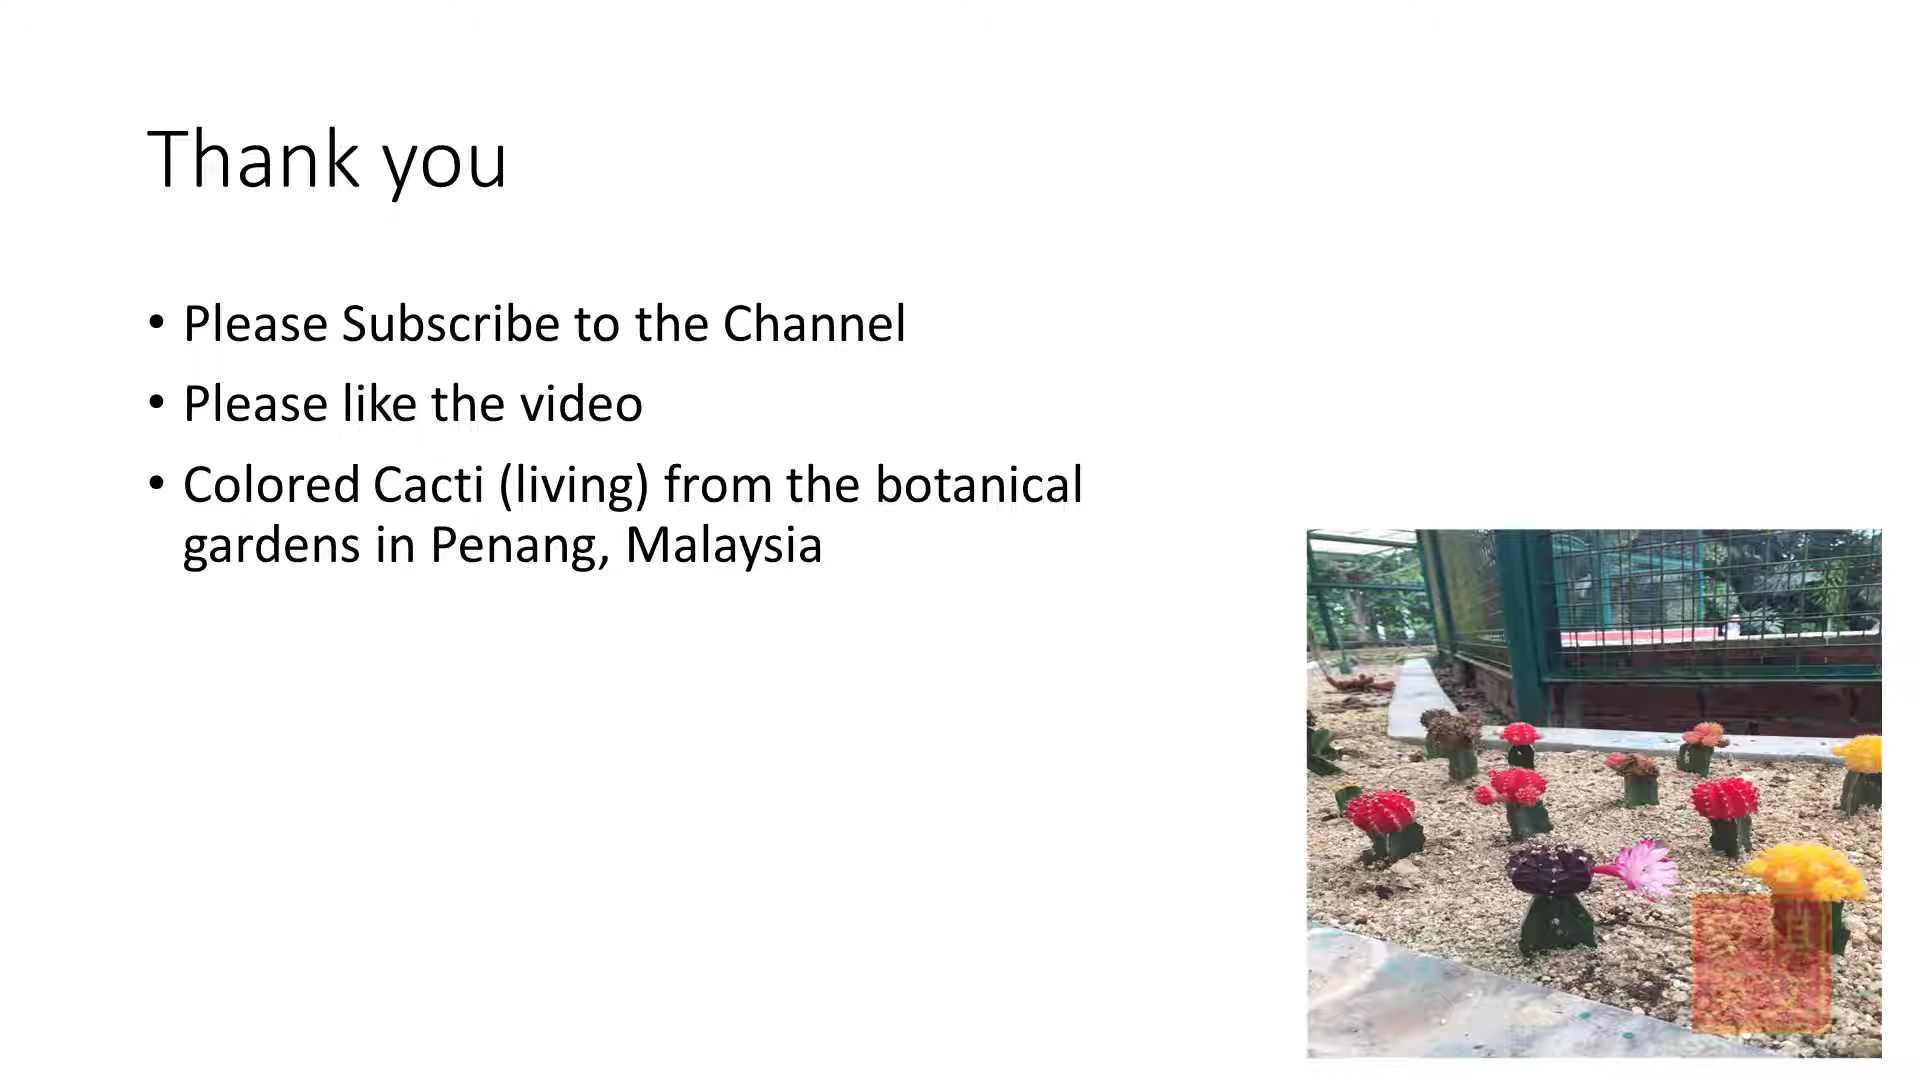 Thank you
• Please Subscribe to the Channel
• Please like the video
• Colored Cacti (living) from the botanical
gardens in Penang, Malaysia